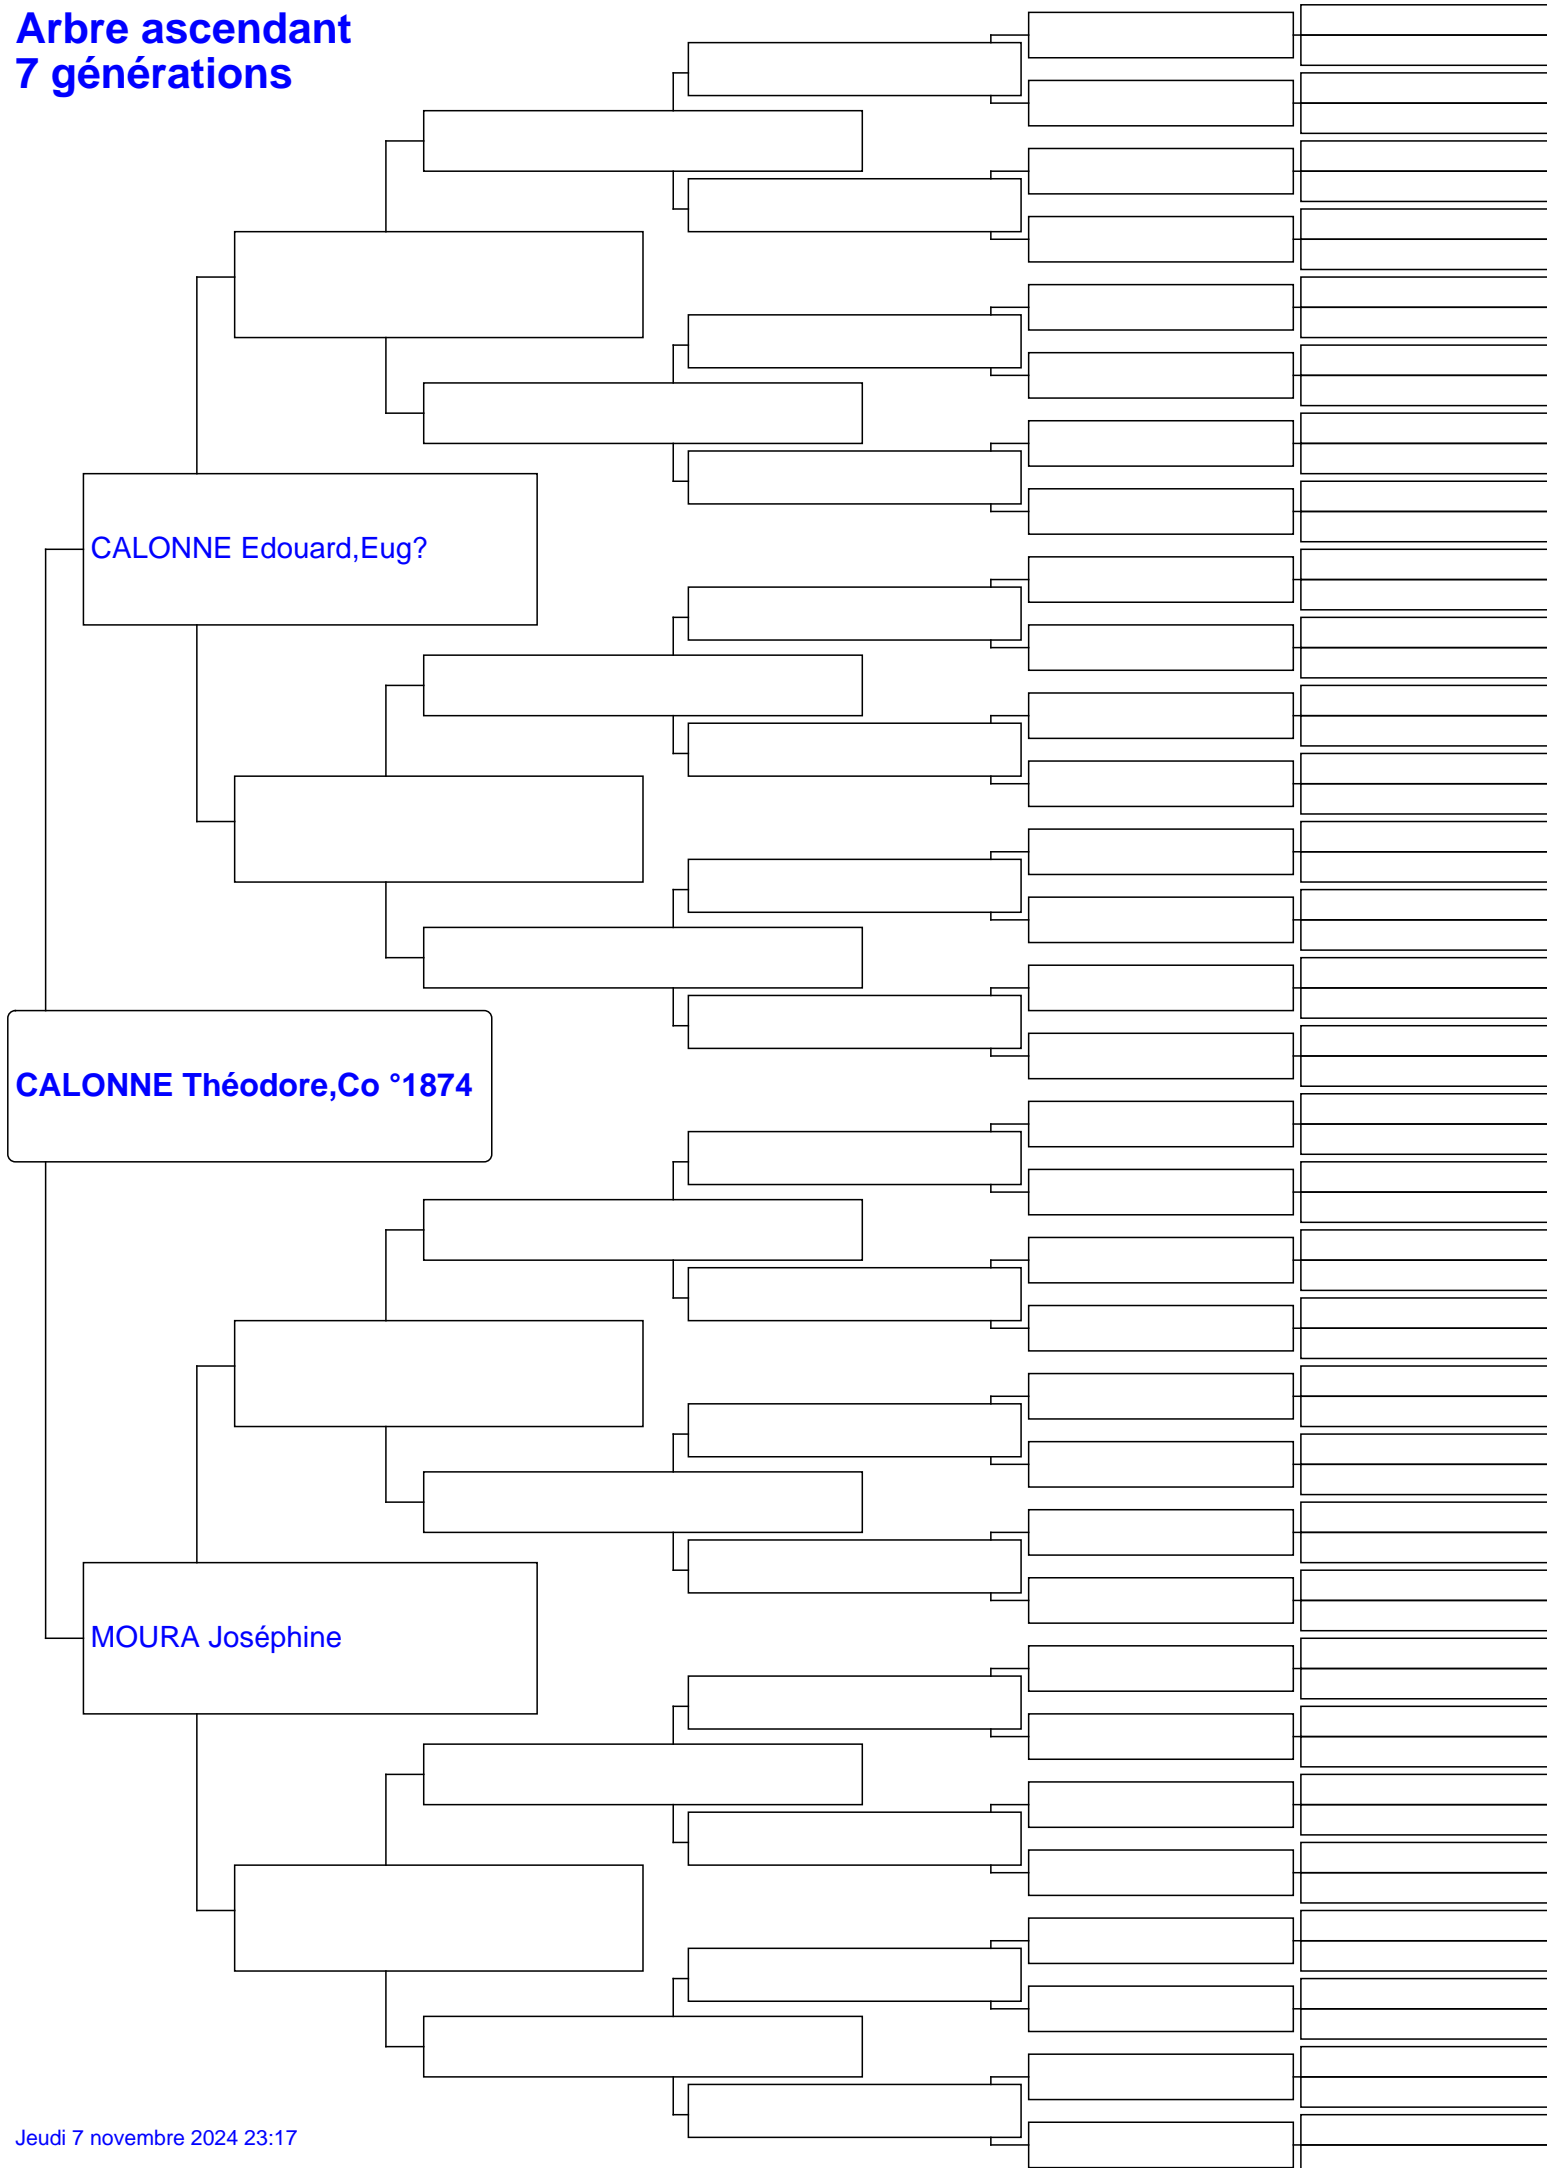 Arbre ascendant
7 générations
CALONNE Edouard,Eug?
CALONNE Théodore,Co °1874
MOURA Joséphine
Jeudi 7 novembre 2024 23:17